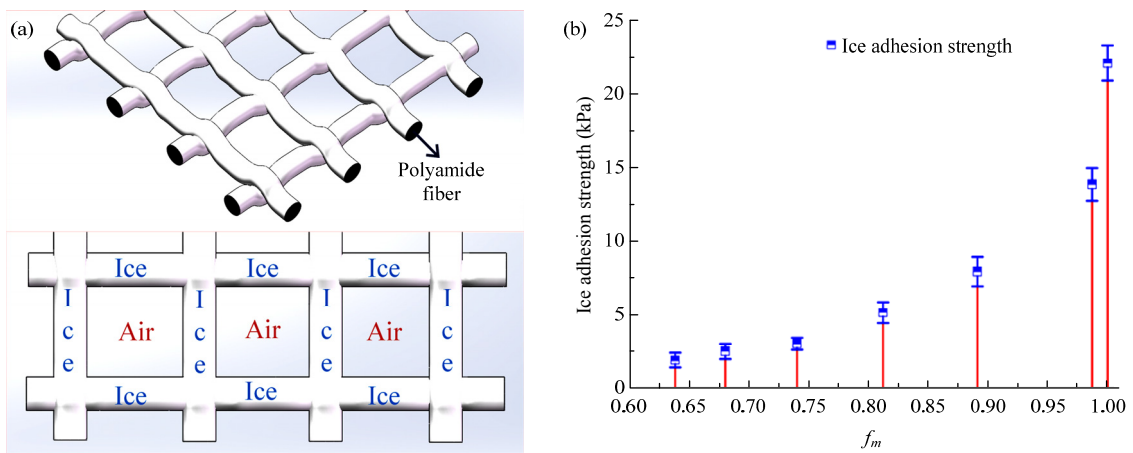 (a)
Polyamide
fiber
Ice Ice Ice
I I I I
c c c c
e e e e
Air Air Air
Ice Ice Ice
(b)
Ice adhesion strength
Ice adhesion strength (kPa)
25
20
15
10
5
0
0.60 0.65 0.70 0.75 0.80 0.85 0.90 0.95 1.00
fm